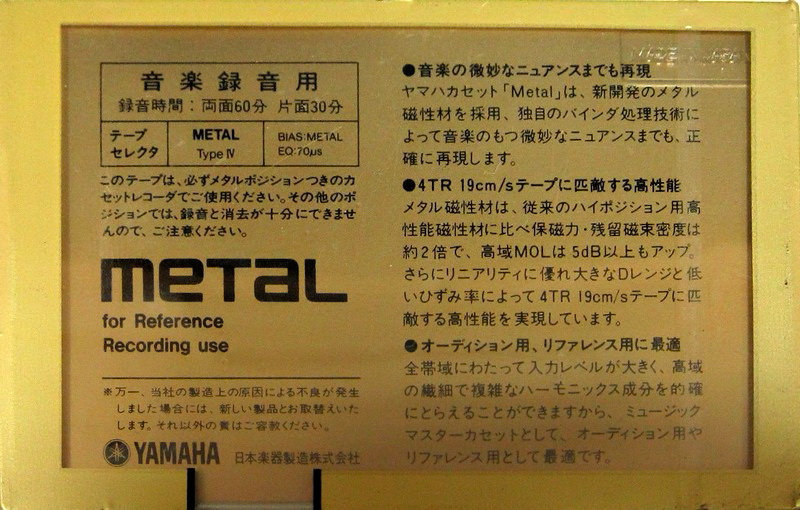 音楽録音用
録音時間：両面60分 片面30分
テープ
セレクタ
METAL
Type Ⅳ
BIAS:METAL
EQ:70μs
このテープは、必ずメタルポジションつきのカ
セットレコーダでご使用ください。その他のポ
ジションでは、録音と消去が十分にできませ
んので、ご注意ください。
metal
for Reference
Recording use
※万一、当社の製造上の原因による不良が発生
しました場合には、新しい製品とお取替えいた
します。それ以外の責はご容赦ください。
YAMAHA 日本楽器製造株式会社
●音楽の微妙なニュアンスまでも再現
ヤマハカセット「Metal」は、新開発のメタル
磁性材を採用、独自のバインダ処理技術に
よって音楽のもつ微妙なニュアンスまでも、正
確に再現します。
●4TR 19cm/sテープに匹敵する高性能
メタル磁性材は、従来のハイポジション用高
性能磁性材に比べ保磁力・残留磁束密度は
約2倍で、高域MOLは5dB以上もアップ。
さらにリニアリティに優れ大きなDレンジと低
いひずみ率によって4TR 19cm/sテープに匹
敵する高性能を実現しています。
●オーディション用、リファレンス用に最適
全帯域にわたって入力レベルが大きく、高域
の繊細で複雑なハーモニックス成分を的確
にとらえることができますから、ミュージック
マスターカセットとして、オーディション用や
リファレンス用として最適です。